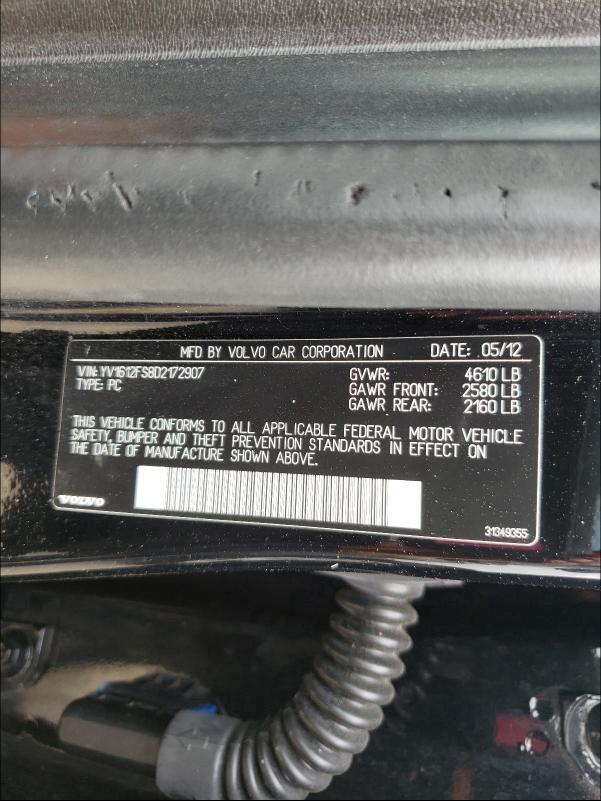 MFD BY VOLVO CAR CORPORATION DATE: 05/12
VIN: YV1612FS8D2172907 GVWR: 4610 LB
TYPE: PC GAWR FRONT: 2580 LB
GAWR REAR: 2160 LB
THIS VEHICLE CONFORMS TO ALL APPLICABLE FEDERAL MOTOR VEHICLE
SAFETY, BUMPER AND THEFT PREVENTION STANDARDS IN EFFECT ON
THE DATE OF MANUFACTURE SHOWN ABOVE.
VOLVO
31349355